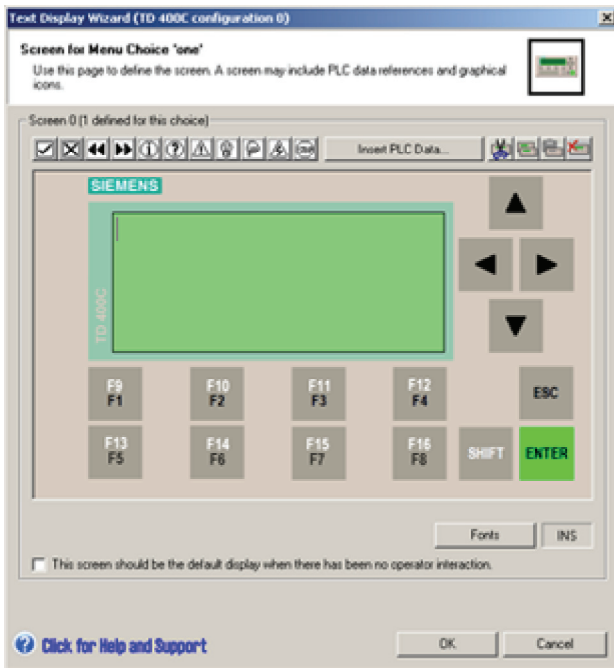 Text Display Wizard (TD 400C configuration 0)
Screen for Menu Choice 'one'
Use this page to define the screen. A screen may include PLC data references and graphical
icons.
Screen 0 (1 defined for this choice)
Insert PLC Data...
SIEMENS
TD 400C
F9 F10 F11 F12
F1 F2 F3 F4
ESC
F13 F14 F15 F16
F5 F6 F7 F8
SHIFT ENTER
Fonts INS
This screen should be the default display when there has been no operator interaction.
Click for Help and Support
OK Cancel